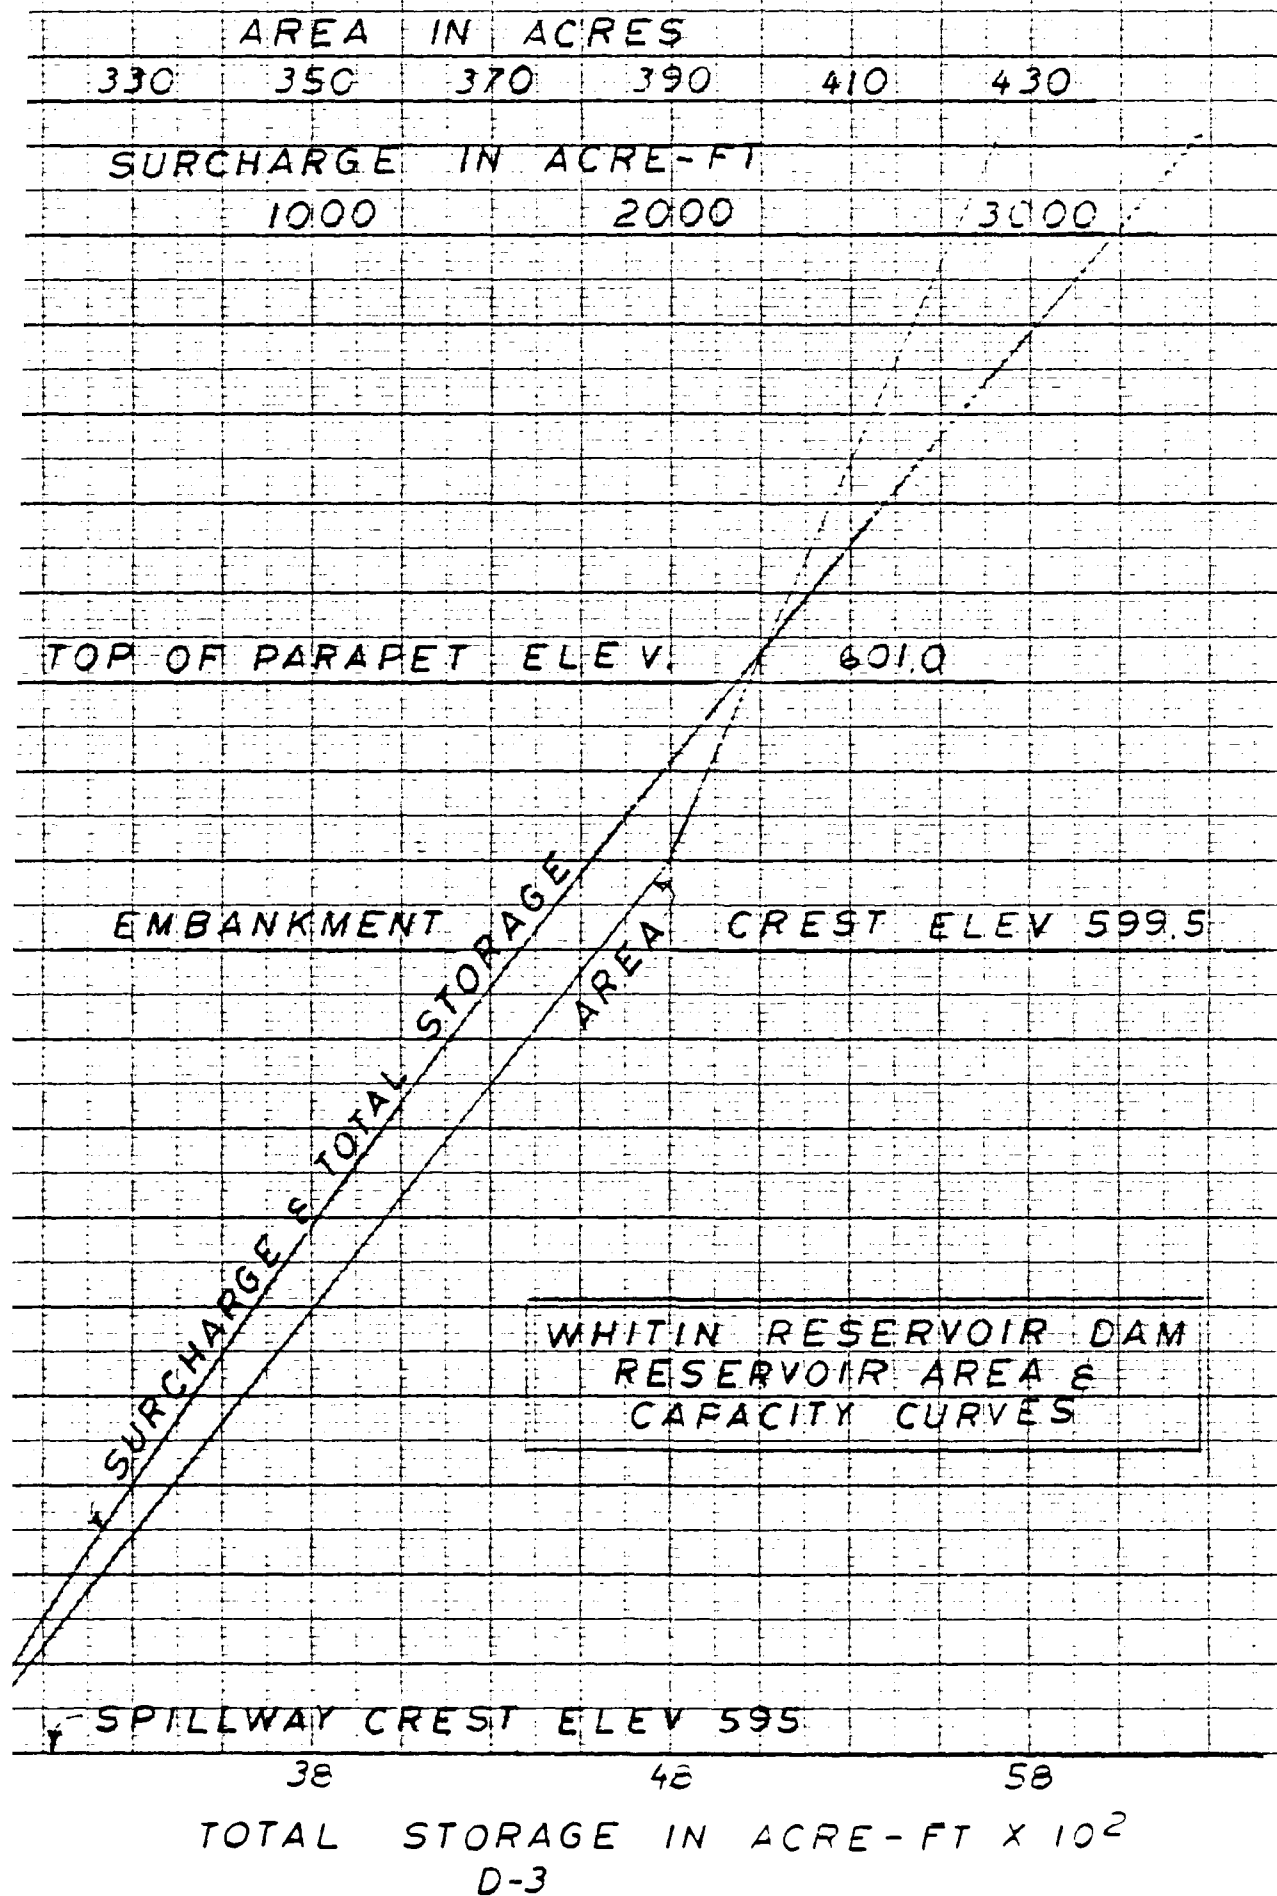 AREA IN ACRES
330 350 370 390 410 430
SURCHARGE IN ACRE-FT
1000 2000 3000
TOP OF PARAPET ELEV. 601.0
EMBANKMENT CREST ELEV 599.5
SURCHARGE & TOTAL STORAGE
AREA
WHITIN RESERVOIR DAM
RESERVOIR AREA &
CAPACITY CURVES
SPILLWAY CREST ELEV 595
38 48 58
TOTAL STORAGE IN ACRE-FT X 10²
D-3